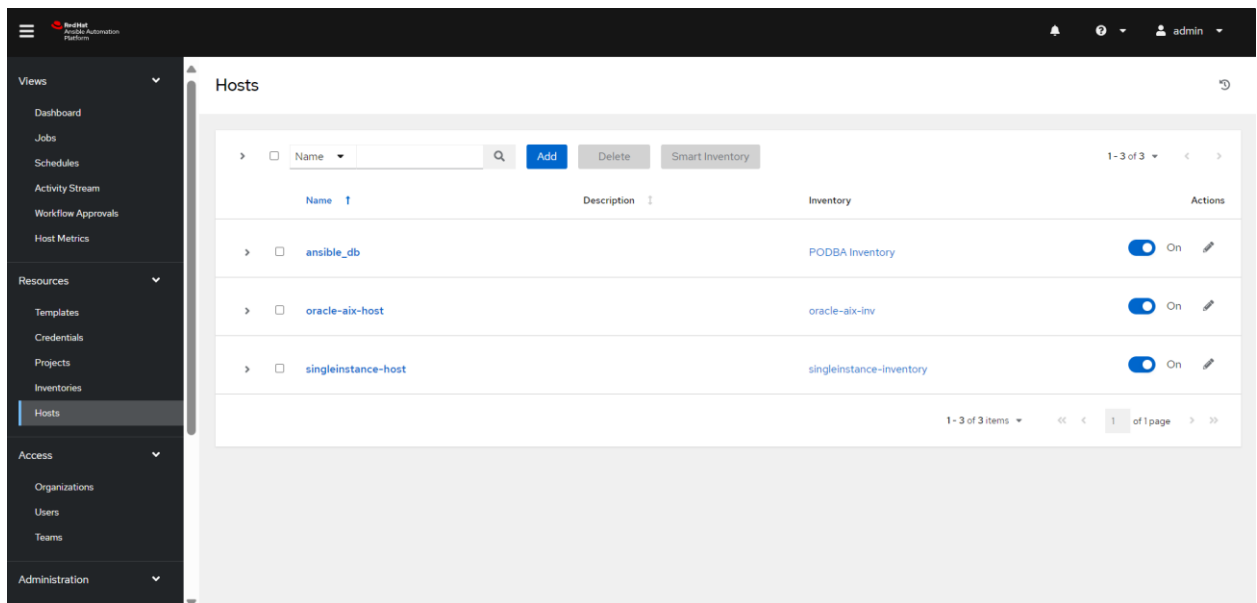 RedHat
Ansible Automation
Platform
admin
Views
Dashboard
Jobs
Schedules
Activity Stream
Workflow Approvals
Host Metrics
Resources
Templates
Credentials
Projects
Inventories
Hosts
Access
Organizations
Users
Teams
Administration
Hosts
Name Add Delete Smart Inventory 1 - 3 of 3
Name Description Inventory Actions
ansible_db PODBA Inventory On
oracle-aix-host oracle-aix-inv On
singleinstance-host singleinstance-inventory On
1 - 3 of 3 items 1 of 1 page